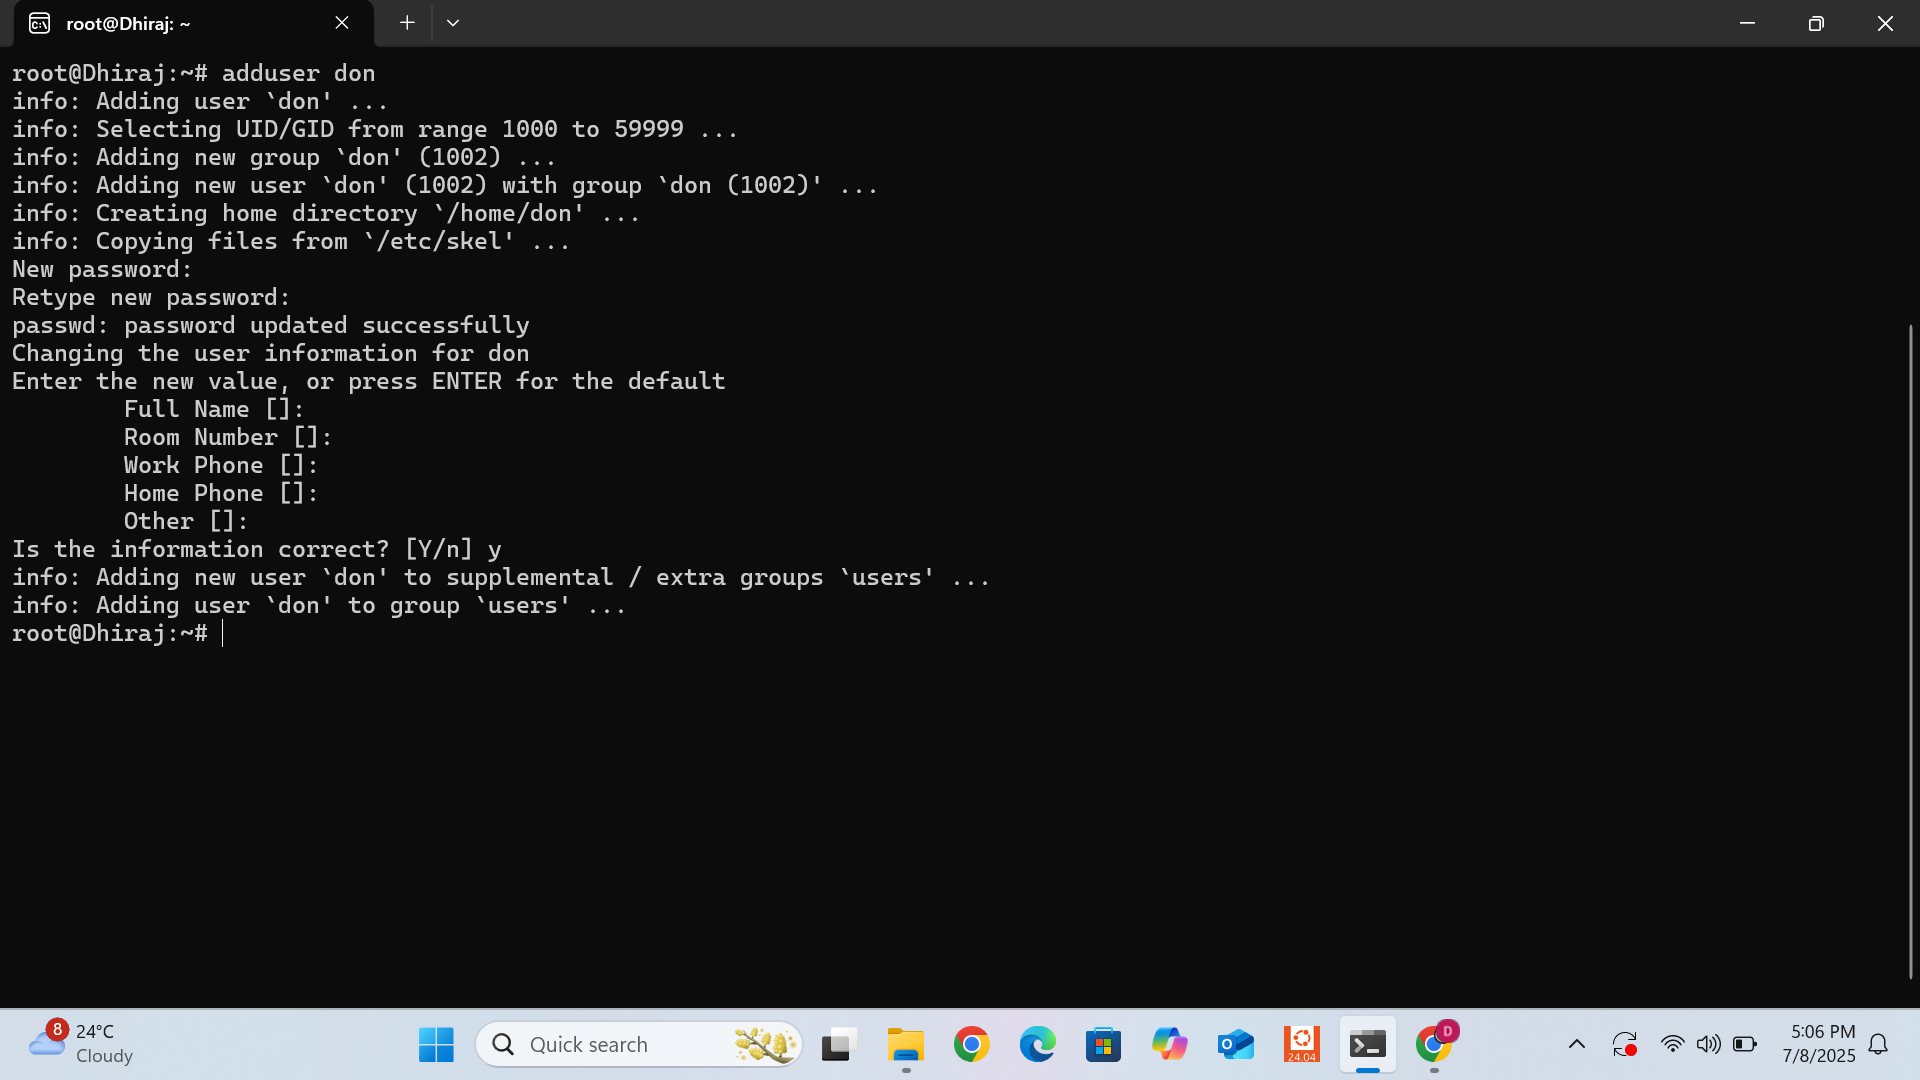 root@Dhiraj: ~
root@Dhiraj:~# adduser don
info: Adding user `don' ...
info: Selecting UID/GID from range 1000 to 59999 ...
info: Adding new group `don' (1002) ...
info: Adding new user `don' (1002) with group `don (1002)' ...
info: Creating home directory `/home/don' ...
info: Copying files from `/etc/skel' ...
New password:
Retype new password:
passwd: password updated successfully
Changing the user information for don
Enter the new value, or press ENTER for the default
Full Name []:
Room Number []:
Work Phone []:
Home Phone []:
Other []:
Is the information correct? [Y/n] y
info: Adding new user `don' to supplemental / extra groups `users' ...
info: Adding user `don' to group `users' ...
root@Dhiraj:~#
8
24°C
Cloudy
Quick search
24.04
D
5:06 PM
7/8/2025